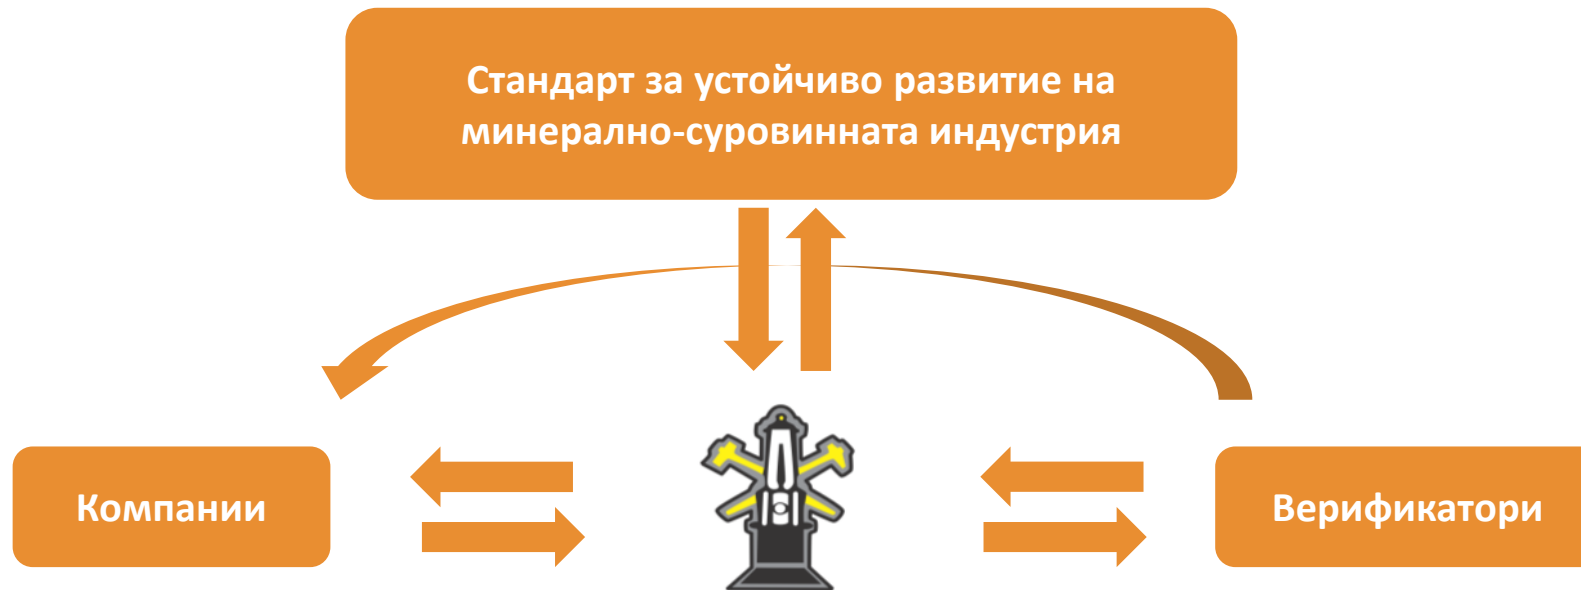 Стандарт за устойчиво развитие на
минерално-суровинната индустрия
Компании
Верификатори